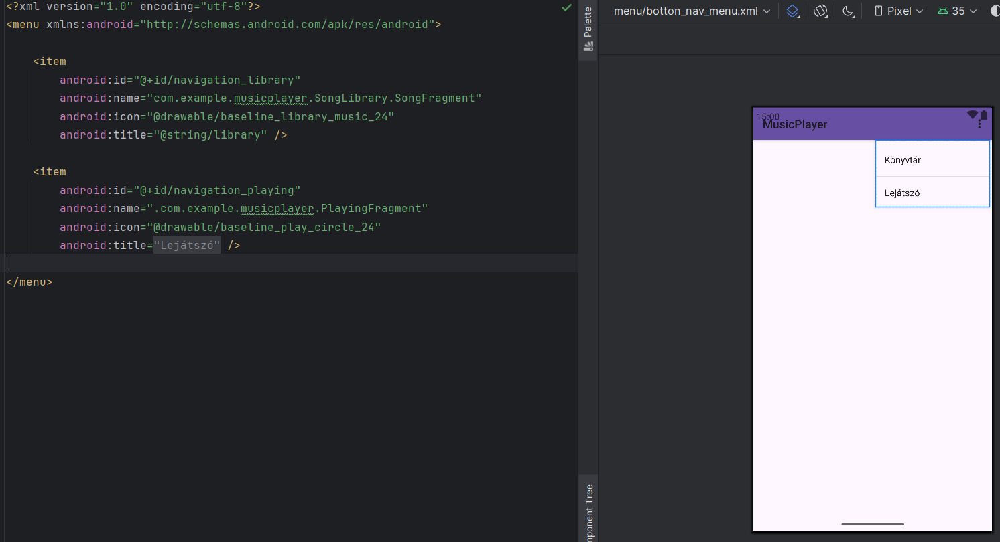 <?xml version="1.0" encoding="utf-8"?>
<menu xmlns:android="http://schemas.android.com/apk/res/android">
<item
android:id="@+id/navigation_library"
android:name="com.example.musicplayer.SongLibrary.SongFragment"
android:icon="@drawable/baseline_library_music_24"
android:title="@string/library" />
<item
android:id="@+id/navigation_playing"
android:name=".com.example.musicplayer.PlayingFragment"
android:icon="@drawable/baseline_play_circle_24"
android:title="Lejátszó" />
</menu>
Palette
menu/botton_nav_menu.xml
Pixel
35
15:00
MusicPlayer
Könyvtár
Lejátszó
nponent Tree